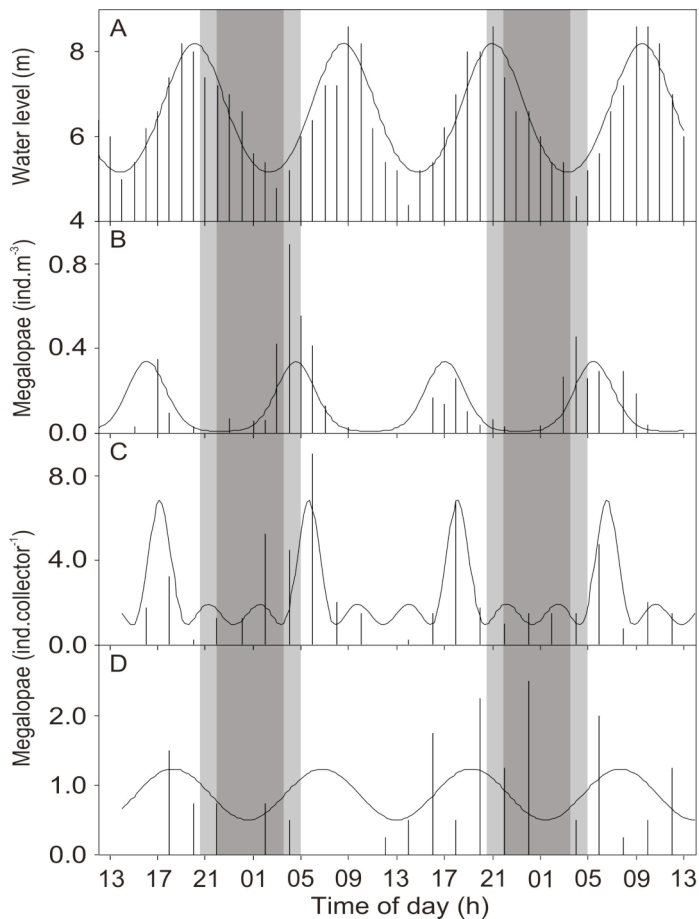 A
Water level (m)
8
6
4
B
Megalopae (ind.m⁻³)
0.8
0.4
0.0
C
Megalopae (ind.collector⁻¹)
8.0
4.0
0.0
D
2.0
1.0
0.0
13 17 21 01 05 09 13 17 21 01 05 09 13
Time of day (h)